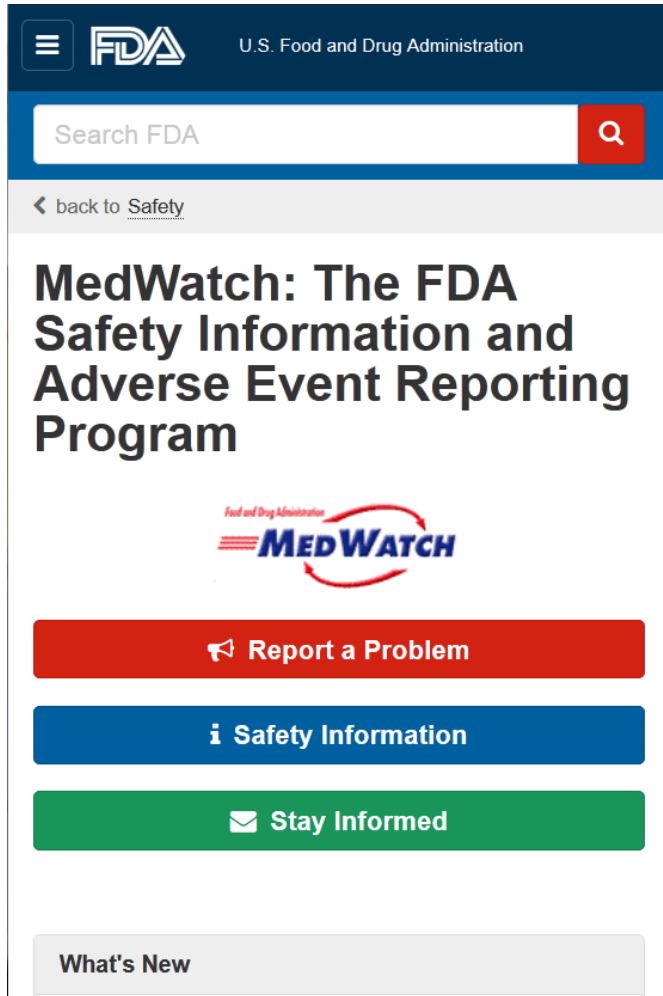 FDA U.S. Food and Drug Administration
Search FDA
back to Safety
MedWatch: The FDA
Safety Information and
Adverse Event Reporting
Program
Food and Drug Administration
MEDWATCH
Report a Problem
Safety Information
Stay Informed
What's New